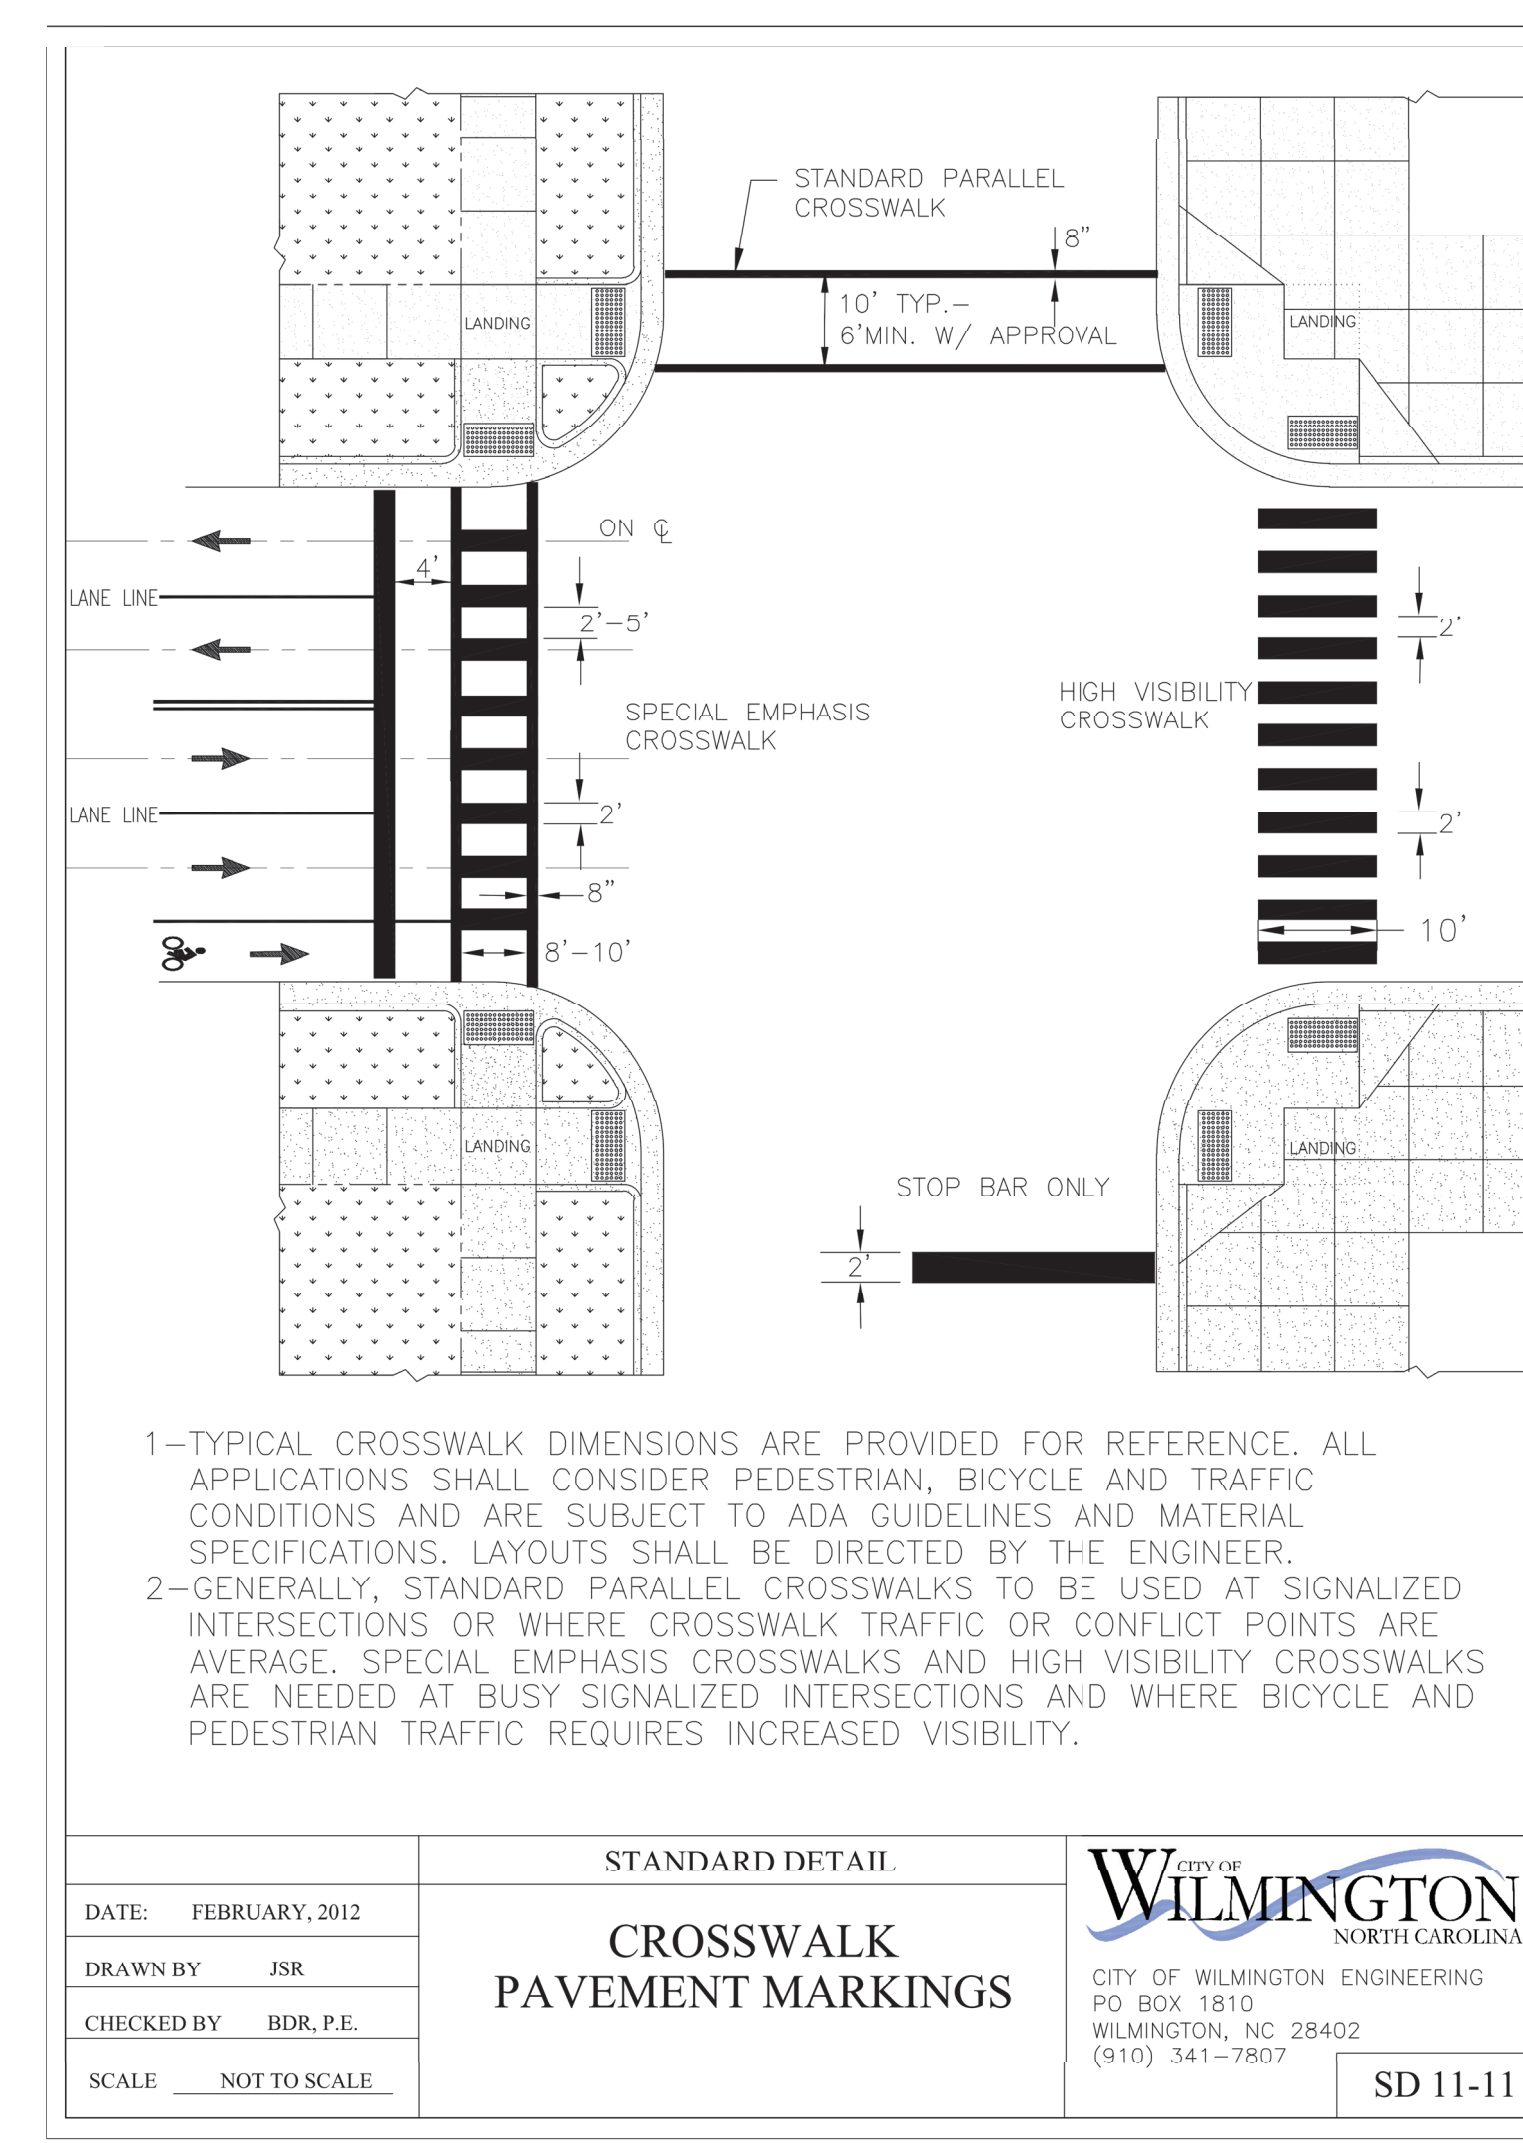 STANDARD PARALLEL
CROSSWALK
8"
10' TYP.-
6'MIN. W/ APPROVAL
LANDING
LANDING
ON ℄
4'
LANE LINE
2'-5'
2'
SPECIAL EMPHASIS
CROSSWALK
HIGH VISIBILITY
CROSSWALK
LANE LINE
2'
2'
8"
8'-10'
10'
LANDING
LANDING
STOP BAR ONLY
2'
1-TYPICAL CROSSWALK DIMENSIONS ARE PROVIDED FOR REFERENCE. ALL
APPLICATIONS SHALL CONSIDER PEDESTRIAN, BICYCLE AND TRAFFIC
CONDITIONS AND ARE SUBJECT TO ADA GUIDELINES AND MATERIAL
SPECIFICATIONS. LAYOUTS SHALL BE DIRECTED BY THE ENGINEER.
2-GENERALLY, STANDARD PARALLEL CROSSWALKS TO BE USED AT SIGNALIZED
INTERSECTIONS OR WHERE CROSSWALK TRAFFIC OR CONFLICT POINTS ARE
AVERAGE. SPECIAL EMPHASIS CROSSWALKS AND HIGH VISIBILITY CROSSWALKS
ARE NEEDED AT BUSY SIGNALIZED INTERSECTIONS AND WHERE BICYCLE AND
PEDESTRIAN TRAFFIC REQUIRES INCREASED VISIBILITY.
STANDARD DETAIL
CROSSWALK
PAVEMENT MARKINGS
DATE: FEBRUARY, 2012
DRAWN BY JSR
CHECKED BY BDR, P.E.
SCALE NOT TO SCALE
CITY OF
WILMINGTON
NORTH CAROLINA
CITY OF WILMINGTON ENGINEERING
PO BOX 1810
WILMINGTON, NC 28402
(910) 341-7807
SD 11-11